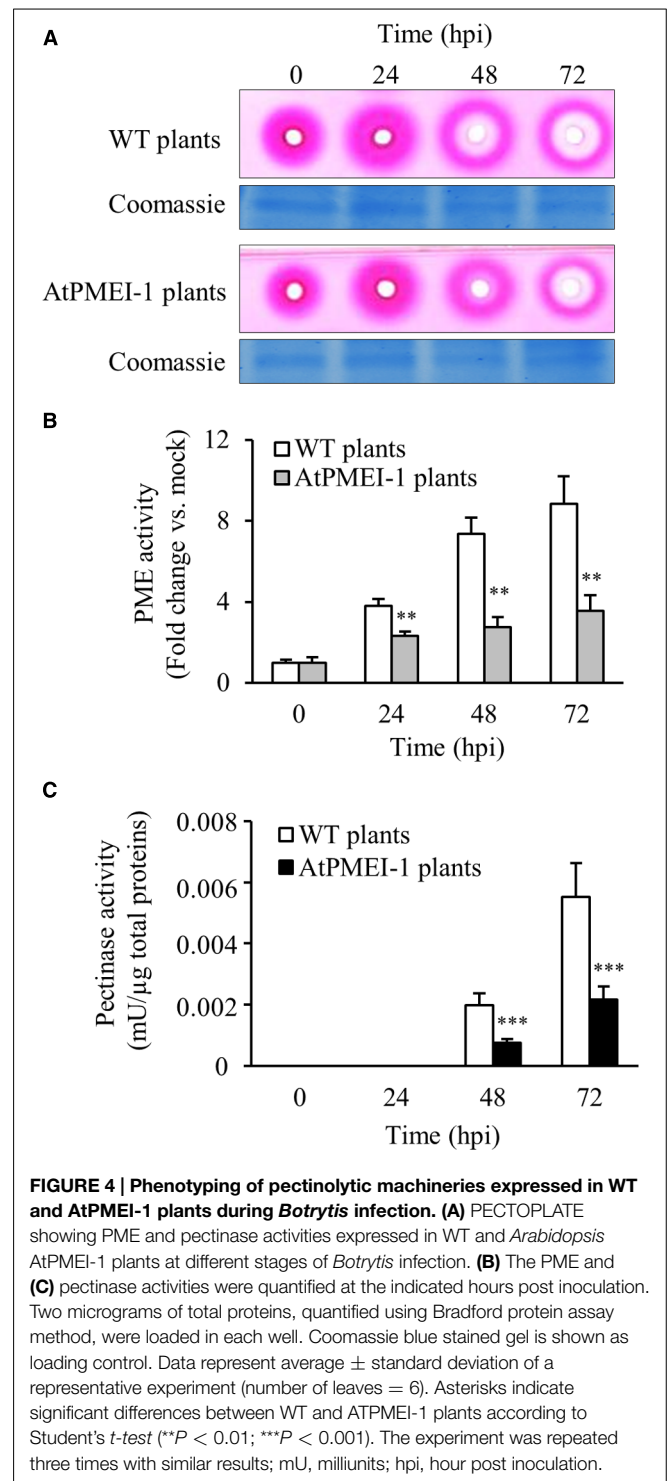 A
Time (hpi)
0 24 48 72
WT plants
Coomassie
AtPMEI-1 plants
Coomassie
B
PME activity
(Fold change vs. mock)
12
8
4
0
WT plants
AtPMEI-1 plants
**
**
**
0 24 48 72
Time (hpi)
C
Pectinase activity
(mU/µg total proteins)
0.008
0.006
0.004
0.002
0
WT plants
AtPMEI-1 plants
***
***
0 24 48 72
Time (hpi)
FIGURE 4 | Phenotyping of pectinolytic machineries expressed in WT
and AtPMEI-1 plants during Botrytis infection. (A) PECTOPLATE
showing PME and pectinase activities expressed in WT and Arabidopsis
AtPMEI-1 plants at different stages of Botrytis infection. (B) The PME and
(C) pectinase activities were quantified at the indicated hours post inoculation.
Two micrograms of total proteins, quantified using Bradford protein assay
method, were loaded in each well. Coomassie blue stained gel is shown as
loading control. Data represent average ± standard deviation of a
representative experiment (number of leaves = 6). Asterisks indicate
significant differences between WT and ATPMEI-1 plants according to
Student's t-test (**P < 0.01; ***P < 0.001). The experiment was repeated
three times with similar results; mU, milliunits; hpi, hour post inoculation.